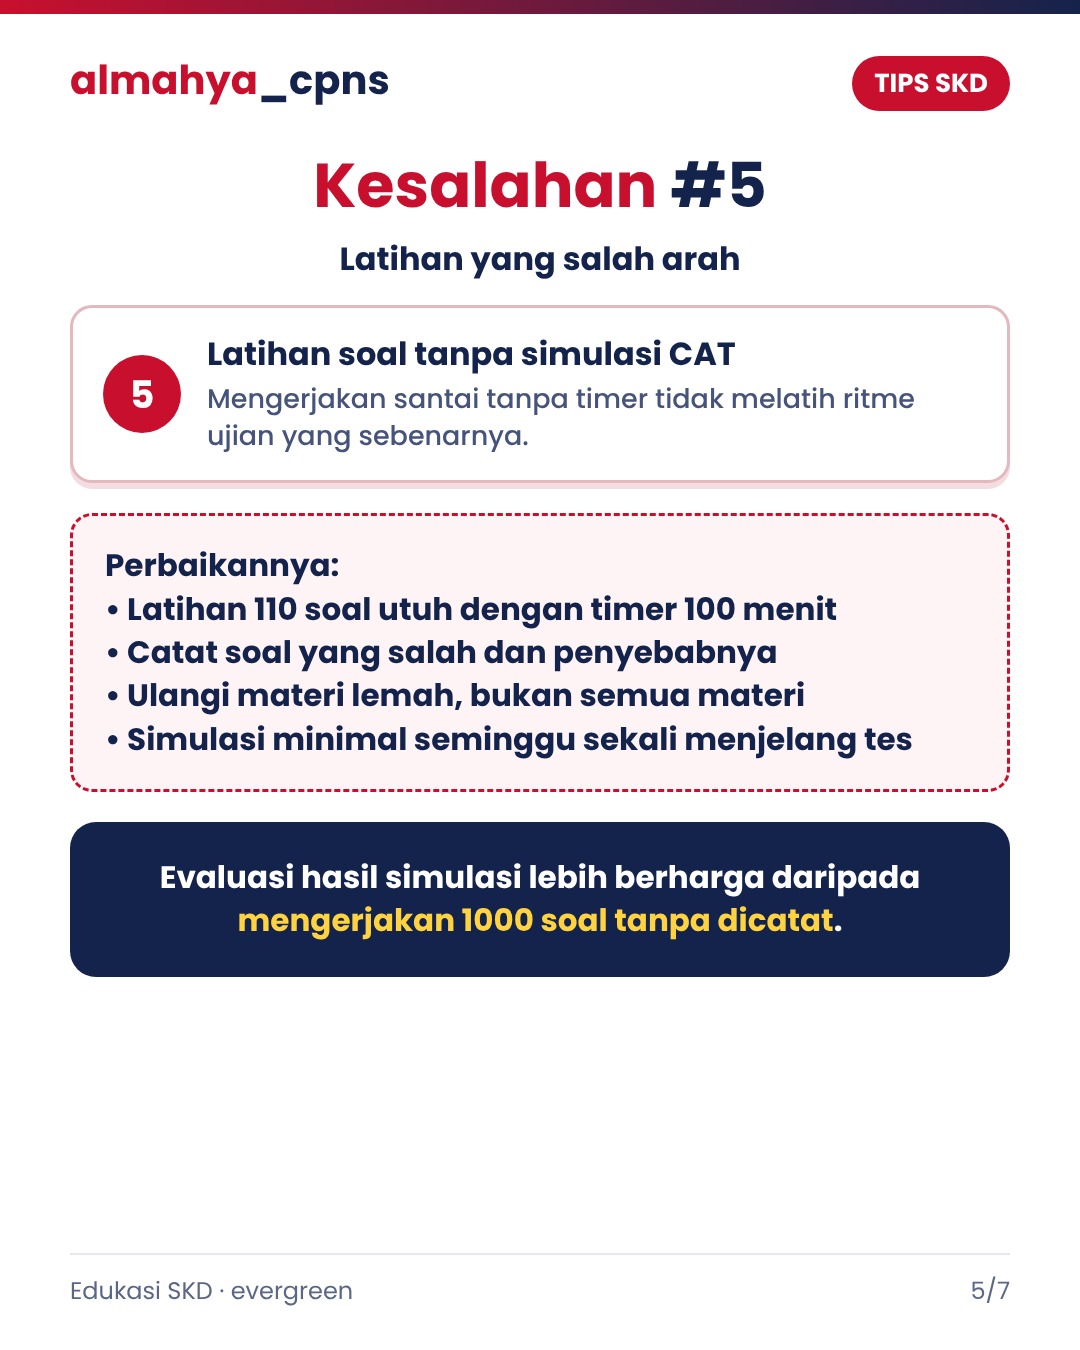 almahya_cpns
TIPS SKD
Kesalahan #5
Latihan yang salah arah
5
Latihan soal tanpa simulasi CAT
Mengerjakan santai tanpa timer tidak melatih ritme
ujian yang sebenarnya.
Perbaikannya:
• Latihan 110 soal utuh dengan timer 100 menit
• Catat soal yang salah dan penyebabnya
• Ulangi materi lemah, bukan semua materi
• Simulasi minimal seminggu sekali menjelang tes
Evaluasi hasil simulasi lebih berharga daripada
mengerjakan 1000 soal tanpa dicatat.
Edukasi SKD · evergreen
5/7